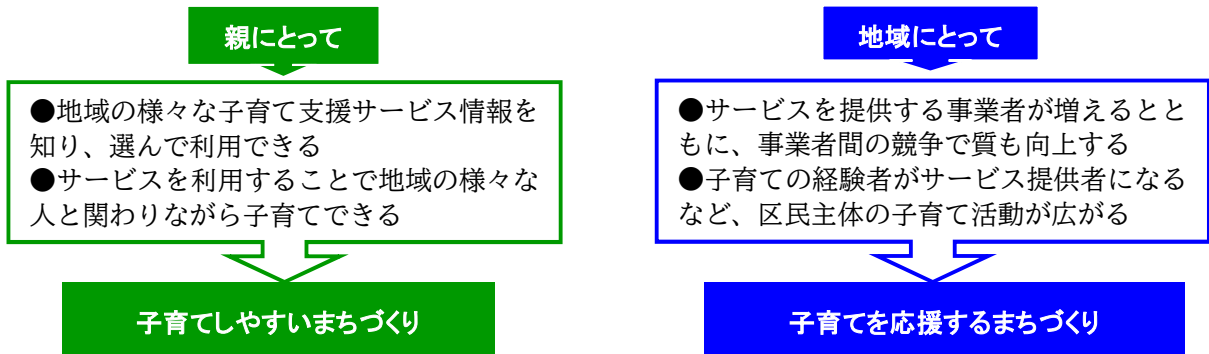 親にとって
●地域の様々な子育て支援サービス情報を
知り、選んで利用できる
●サービスを利用することで地域の様々な
人と関わりながら子育てできる
子育てしやすいまちづくり
地域にとって
●サービスを提供する事業者が増えるとと
もに、事業者間の競争で質も向上する
●子育ての経験者がサービス提供者になる
など、区民主体の子育て活動が広がる
子育てを応援するまちづくり